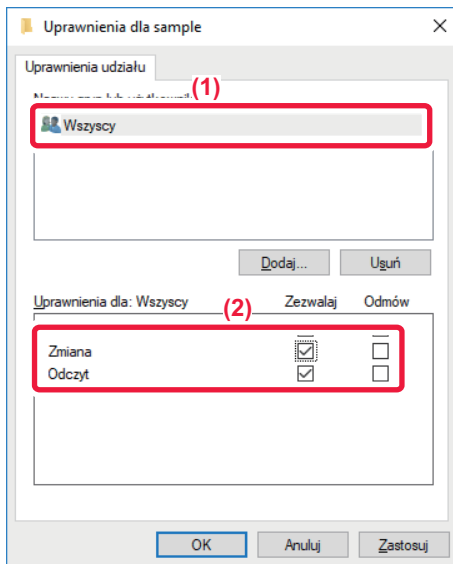 Uprawnienia dla sample
Uprawnienia udziału
(1)
Wszyscy
Dodaj... Usuń
Uprawnienia dla: Wszyscy (2) Zezwalaj Odmów
Zmiana
Odczyt
OK Anuluj Zastosuj